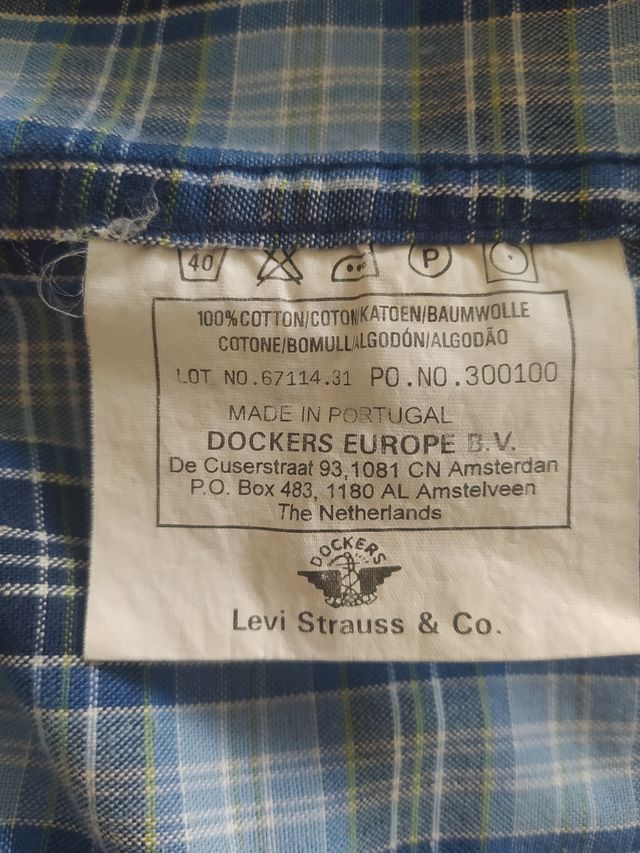 40 P
100% COTTON/COTON/KATOEN/BAUMWOLLE
COTONE/BOMULL/ALGODÓN/ALGODÃO
LOT NO.67114.31 PO.NO.300100
MADE IN PORTUGAL
DOCKERS EUROPE B.V.
De Cuserstraat 93,1081 CN Amsterdan
P.O. Box 483, 1180 AL Amstelveen
The Netherlands
DOCKERS
Levi Strauss & Co.